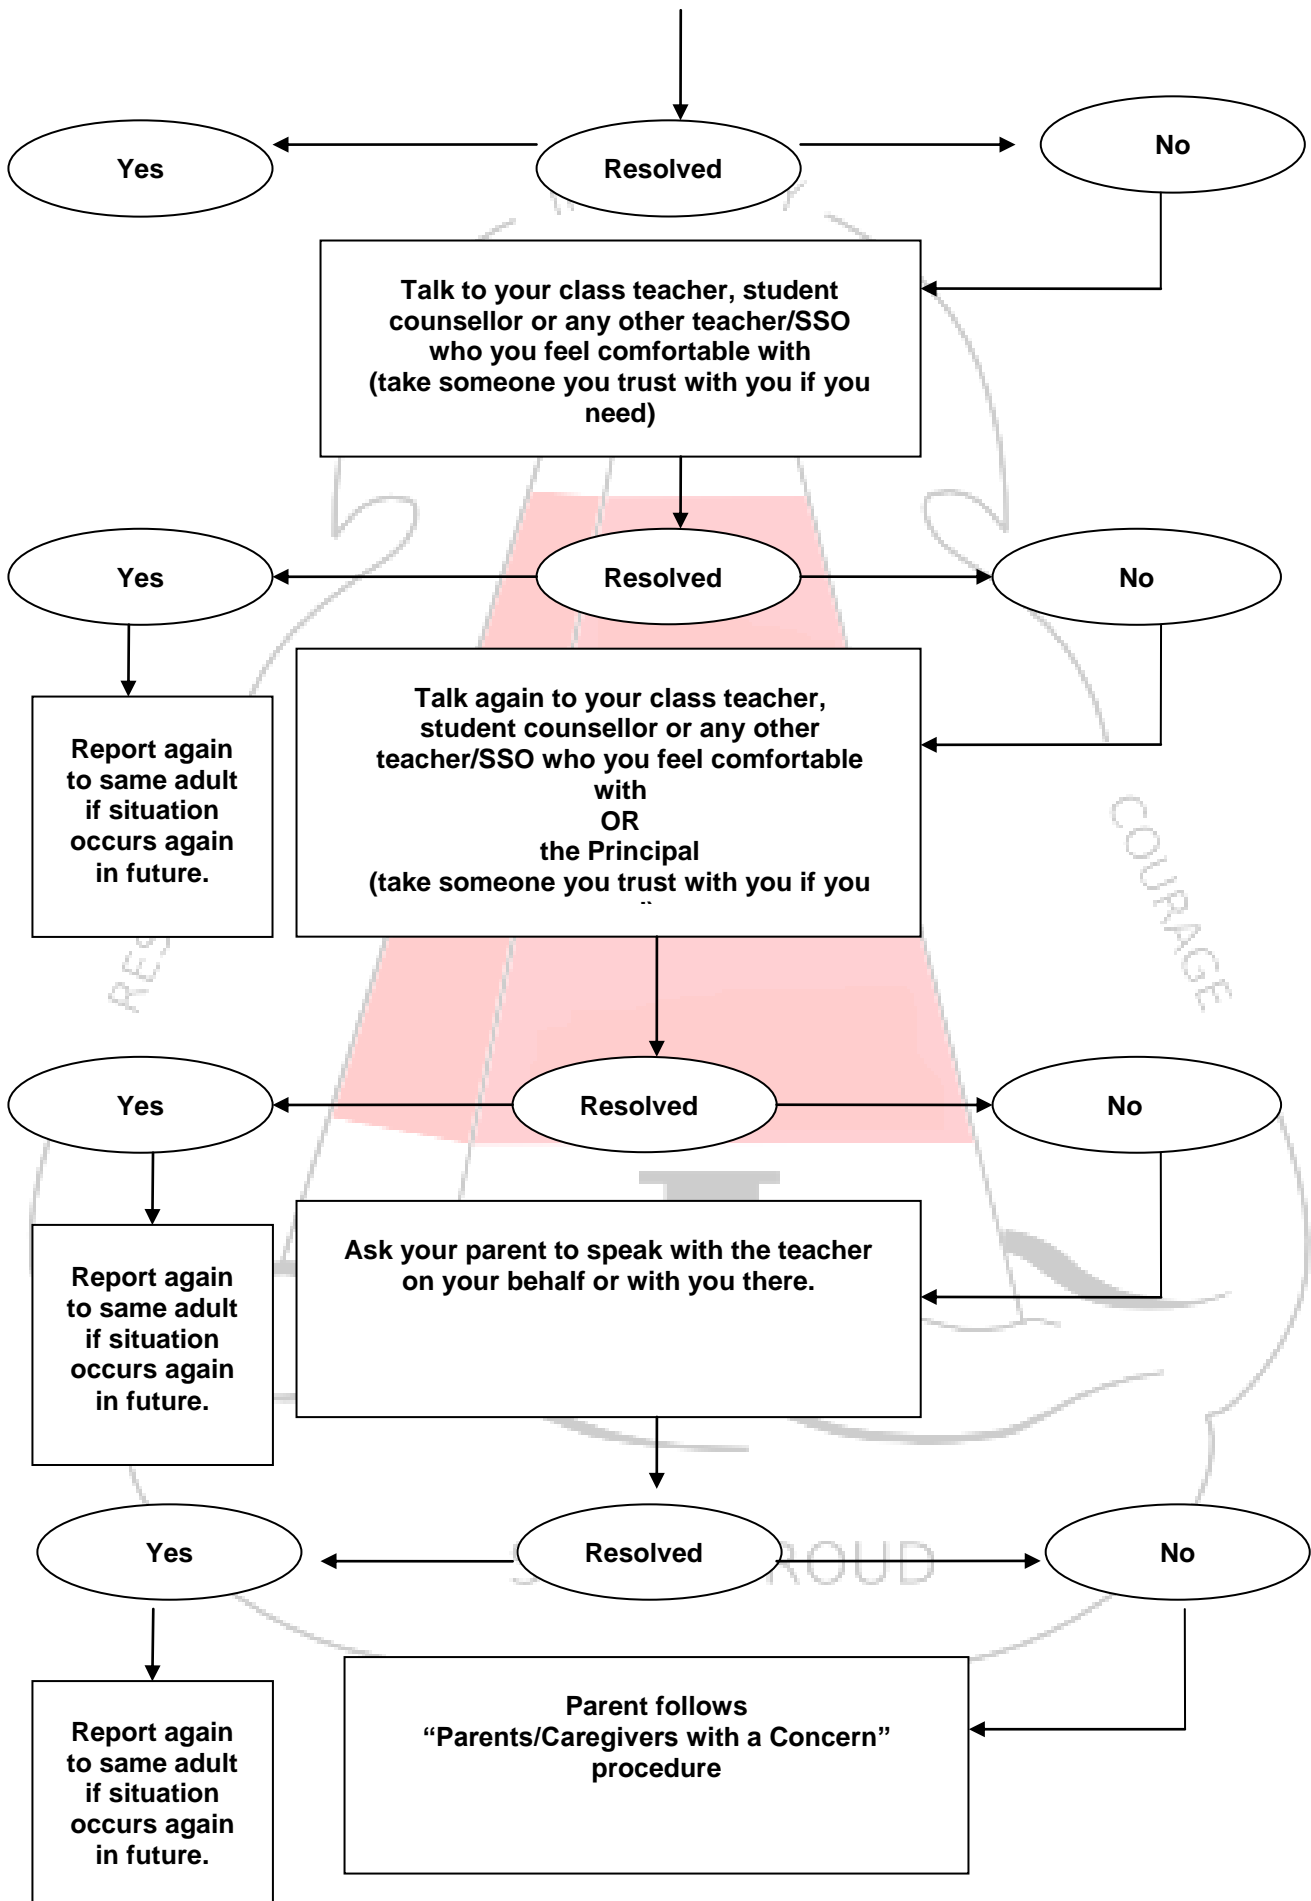 Yes
Resolved
No
Talk to your class teacher, student
counsellor or any other teacher/SSO
who you feel comfortable with
(take someone you trust with you if you
need)
Yes
Resolved
No
Report again
to same adult
if situation
occurs again
in future.
Talk again to your class teacher,
student counsellor or any other
teacher/SSO who you feel comfortable
with
OR
the Principal
(take someone you trust with you if you
COURAGE
Yes
Resolved
No
Report again
to same adult
if situation
occurs again
in future.
Ask your parent to speak with the teacher
on your behalf or with you there.
Yes
Resolved
No
Report again
to same adult
if situation
occurs again
in future.
Parent follows
“Parents/Caregivers with a Concern”
procedure